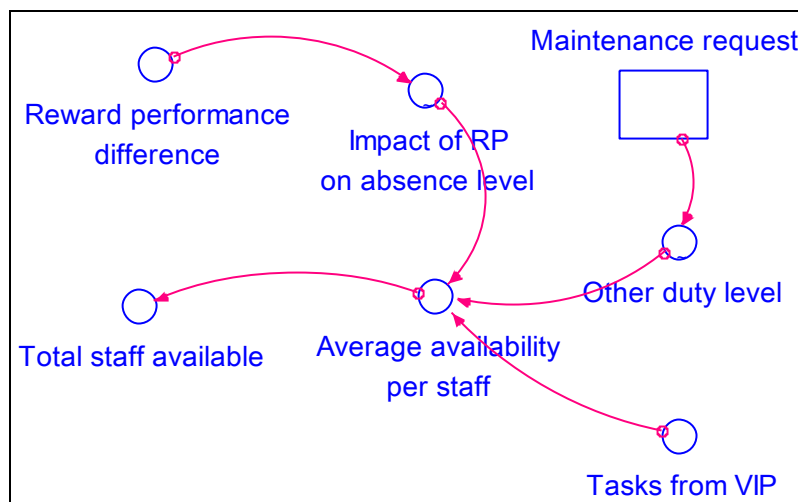 Maintenance request
Reward performance
difference
Impact of RP
on absence level
Other duty level
Total staff available
Average availability
per staff
Tasks from VIP